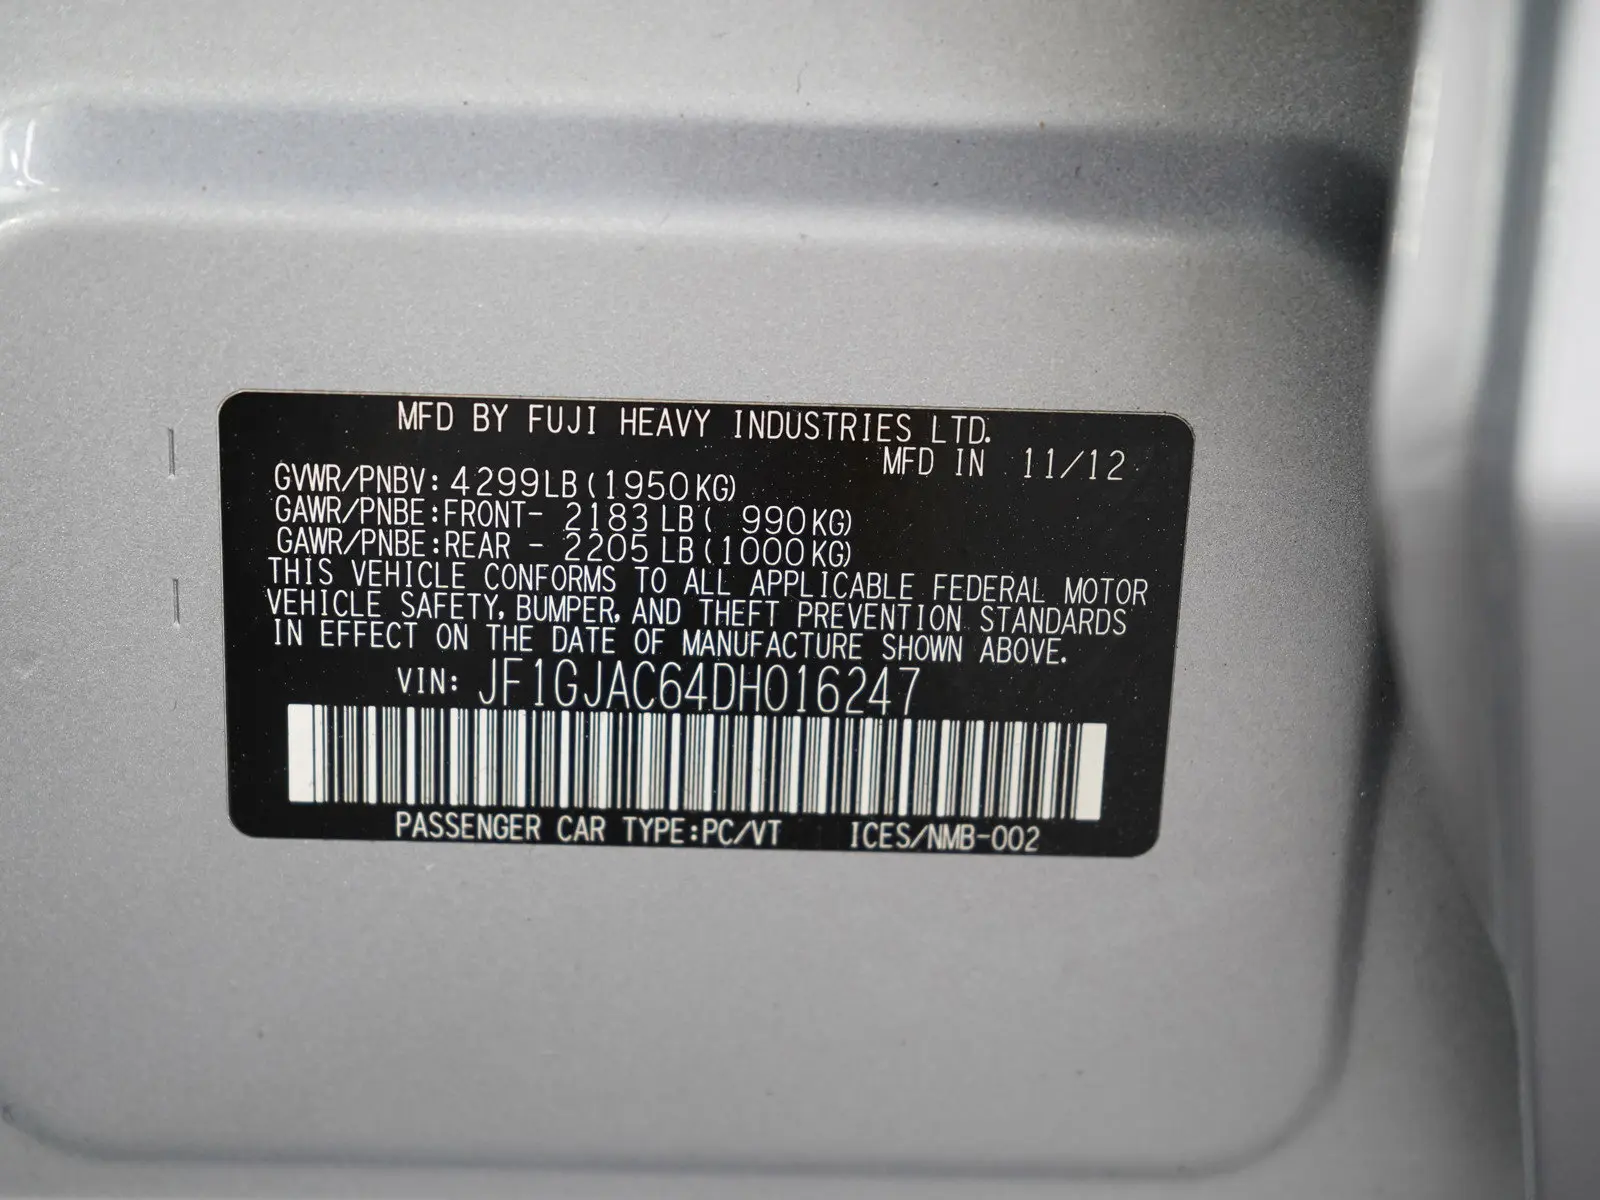 MFD BY FUJI HEAVY INDUSTRIES LTD.
MFD IN 11/12
GVWR/PNBV: 4299LB(1950KG)
GAWR/PNBE:FRONT- 2183LB( 990KG)
GAWR/PNBE:REAR - 2205LB(1000KG)
THIS VEHICLE CONFORMS TO ALL APPLICABLE FEDERAL MOTOR
VEHICLE SAFETY, BUMPER, AND THEFT PREVENTION STANDARDS
IN EFFECT ON THE DATE OF MANUFACTURE SHOWN ABOVE.
VIN: JF1GJAC64DH016247
PASSENGER CAR TYPE:PC/VT ICES/NMB-002